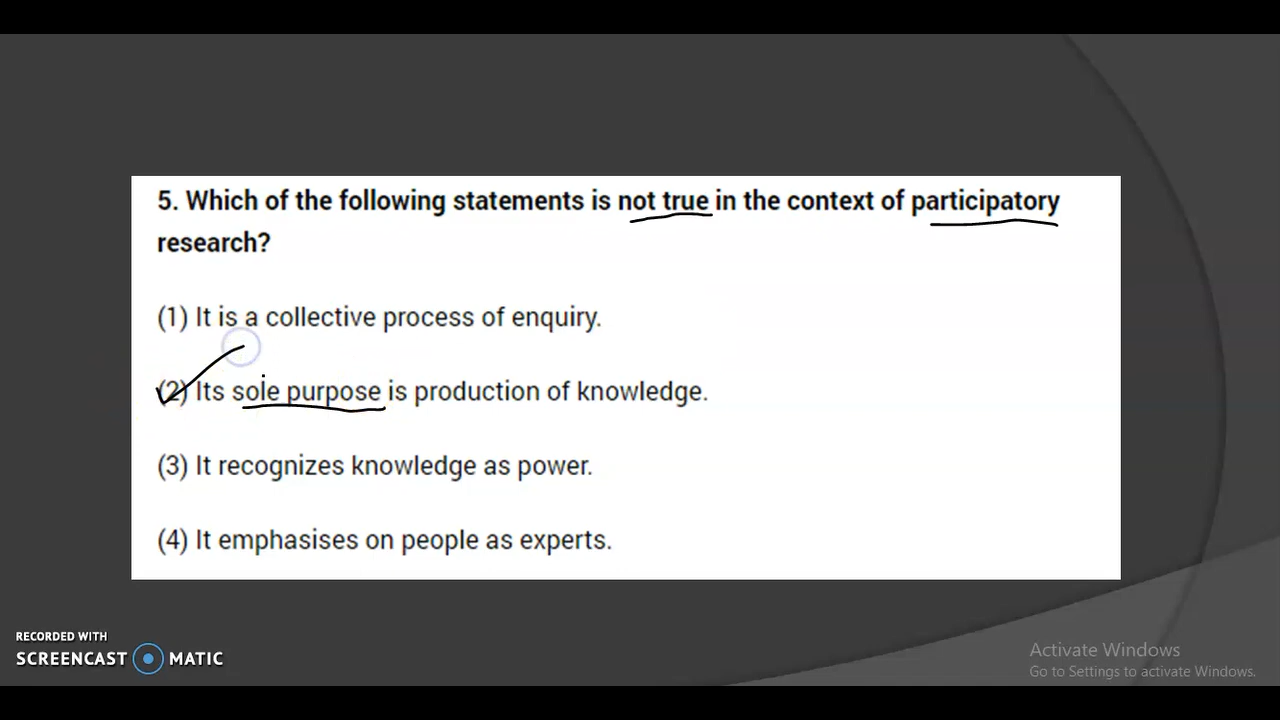 5. Which of the following statements is not true in the context of participatory
research?
(1) It is a collective process of enquiry.
(2) Its sole purpose is production of knowledge.
(3) It recognizes knowledge as power.
(4) It emphasises on people as experts.
RECORDED WITH
SCREENCAST MATIC
Activate Windows
Go to Settings to activate Windows.